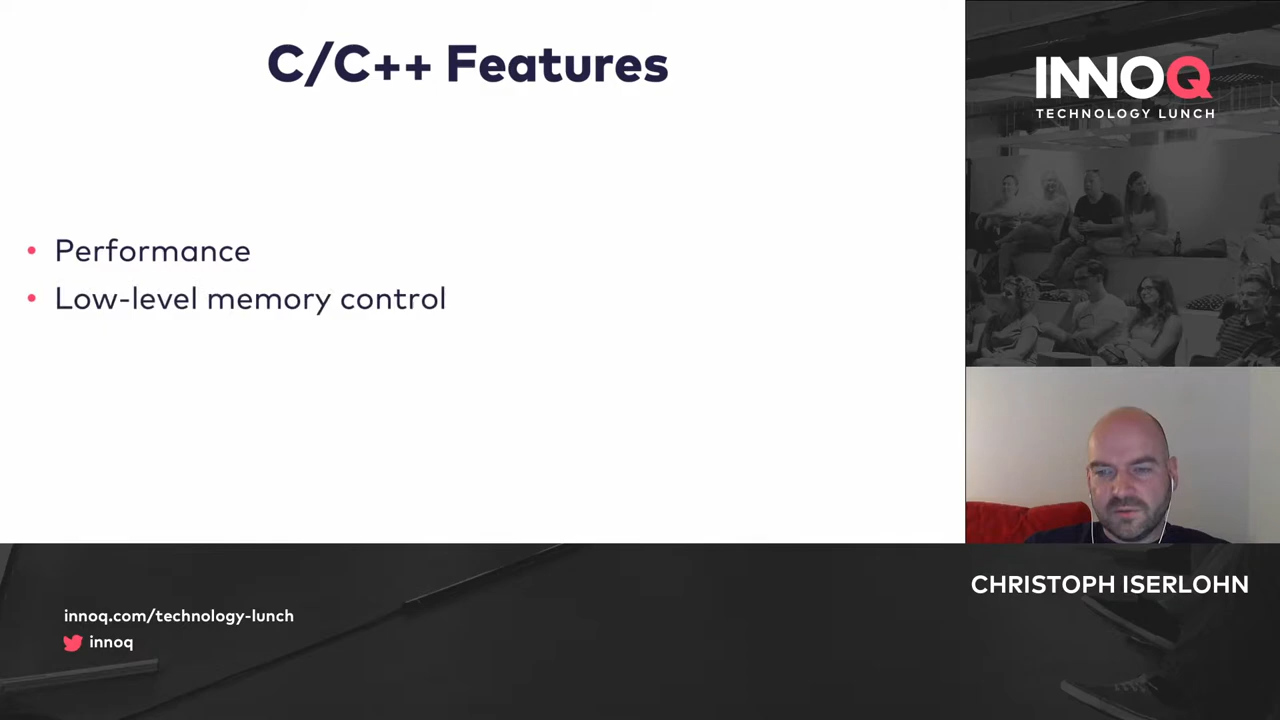 C/C++ Features
• Performance
• Low-level memory control
INNOQ
TECHNOLOGY LUNCH
CHRISTOPH ISERLOHN
innoq.com/technology-lunch
innoq